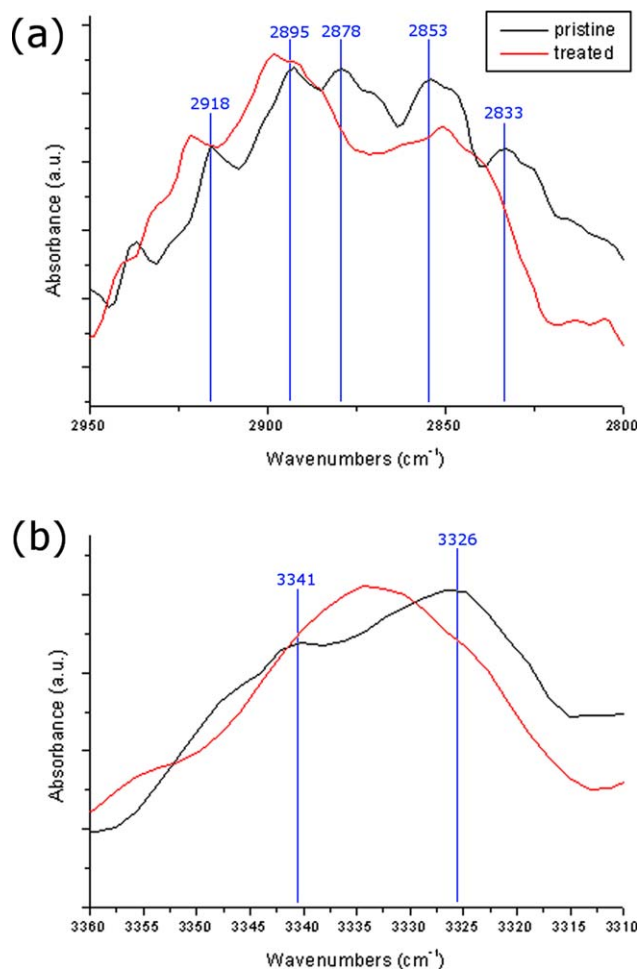 (a)
pristine
treated
2895 2878 2853
2918 2833
Absorbance (a.u.)
2950 2900 2850 2800
Wavenumbers (cm⁻¹)
(b)
3326
3341
Absorbance (a.u.)
3360 3355 3350 3345 3340 3335 3330 3325 3320 3315 3310
Wavenumbers (cm⁻¹)